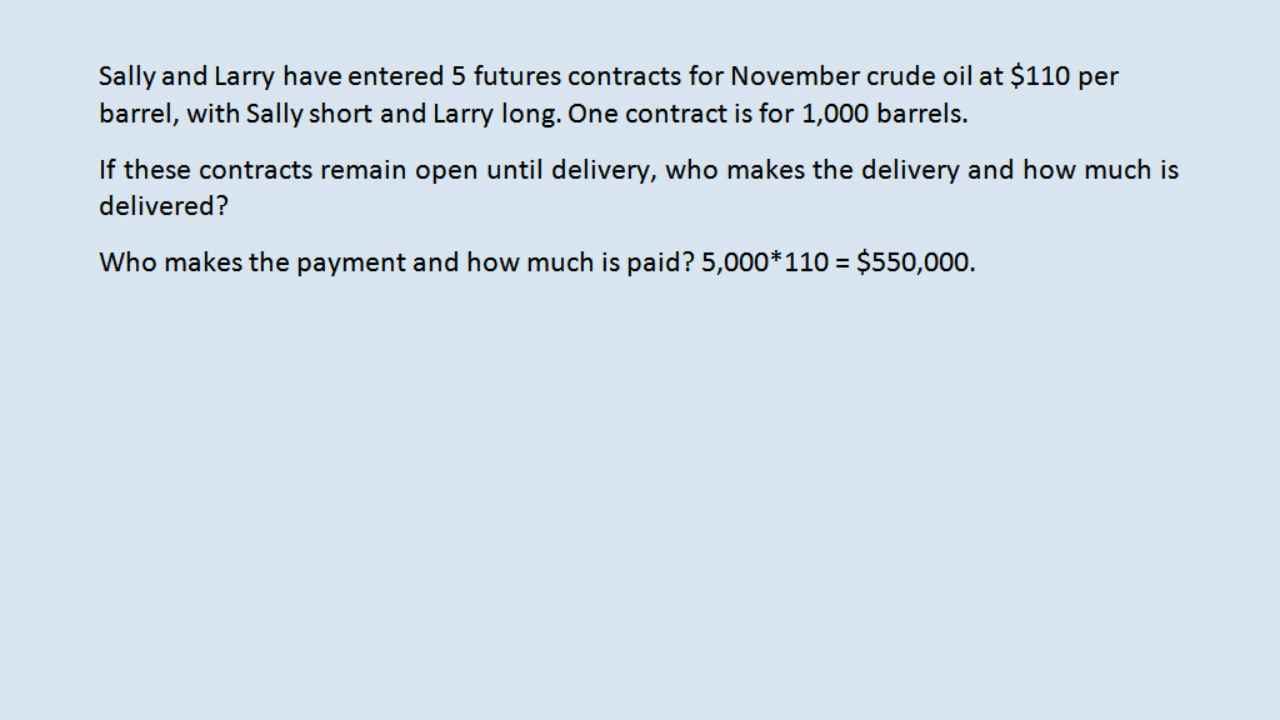 Sally and Larry have entered 5 futures contracts for November crude oil at $110 per
barrel, with Sally short and Larry long. One contract is for 1,000 barrels.
If these contracts remain open until delivery, who makes the delivery and how much is
delivered?
Who makes the payment and how much is paid? 5,000*110 = $550,000.